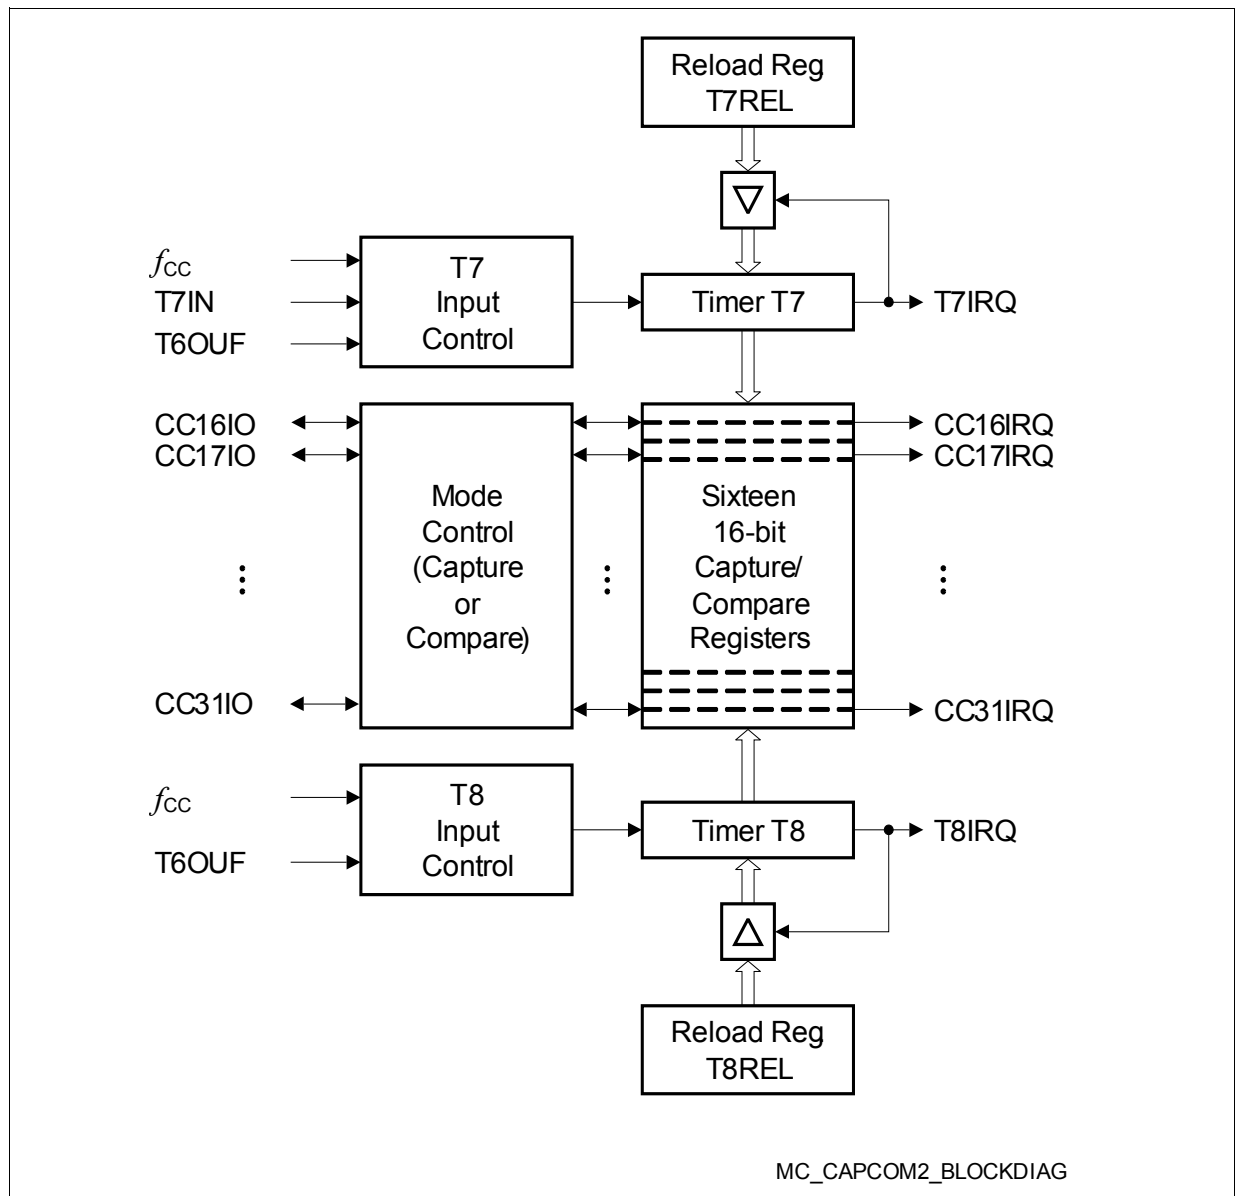 Reload Reg.
T7REL
fCC
T7IN
T6OUF
T7
Input
Control
Timer T7
T7IRQ
CC16IO
CC17IO
CC31IO
Mode
Control
(Capture
or
Compare)
Sixteen
16-bit
Capture/
Compare
Registers
CC16IRQ
CC17IRQ
CC31IRQ
fCC
T6OUF
T8
Input
Control
Timer T8
T8IRQ
Reload Reg.
T8REL
MC_CAPCOM2_BLOCKDIAG